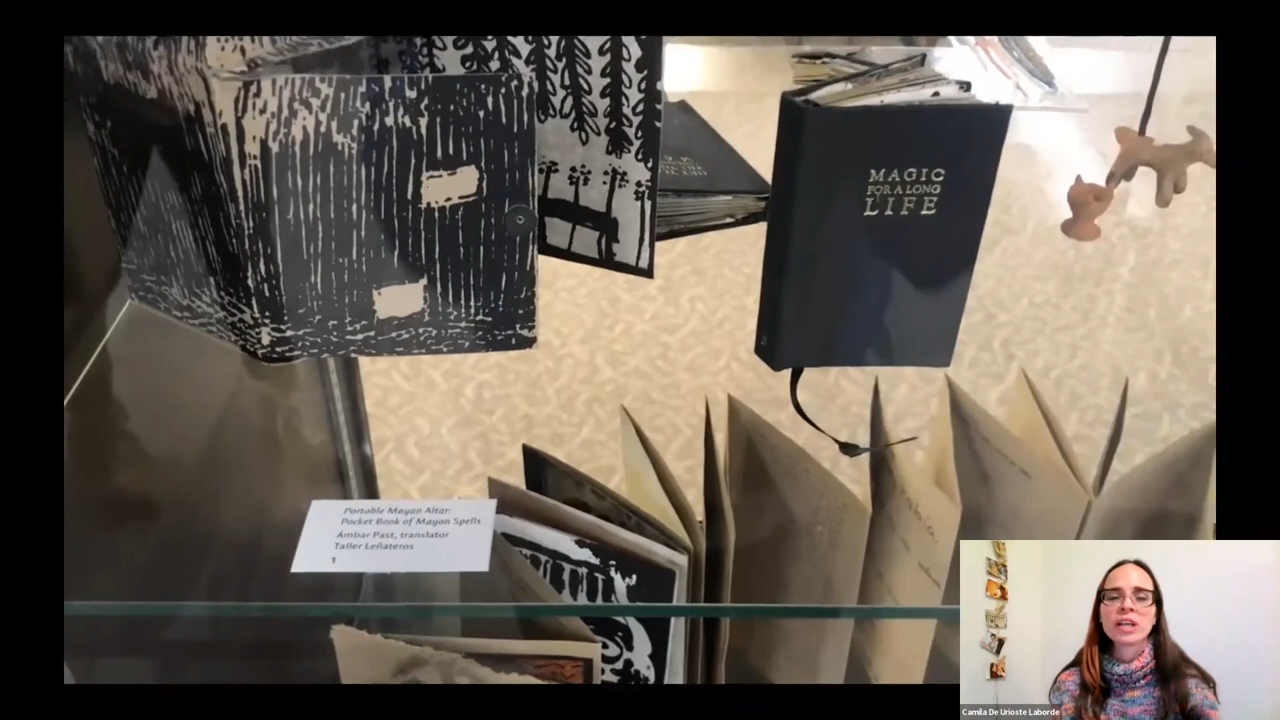 MAGIC
FOR A LONG
LIFE
Portable Mayan Altar:
Pocket Book of Mayan Spells
Ámbar Past, translator
Taller Leñateros
1
Camila De Urioste Laborde